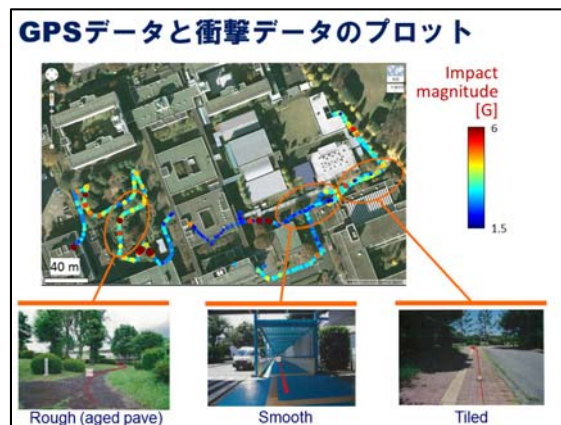 GPSデータと衝撃データのプロット
Impact
magnitude
[G]
6
1.5
40 m
Rough (aged pave)
Smooth
Tiled